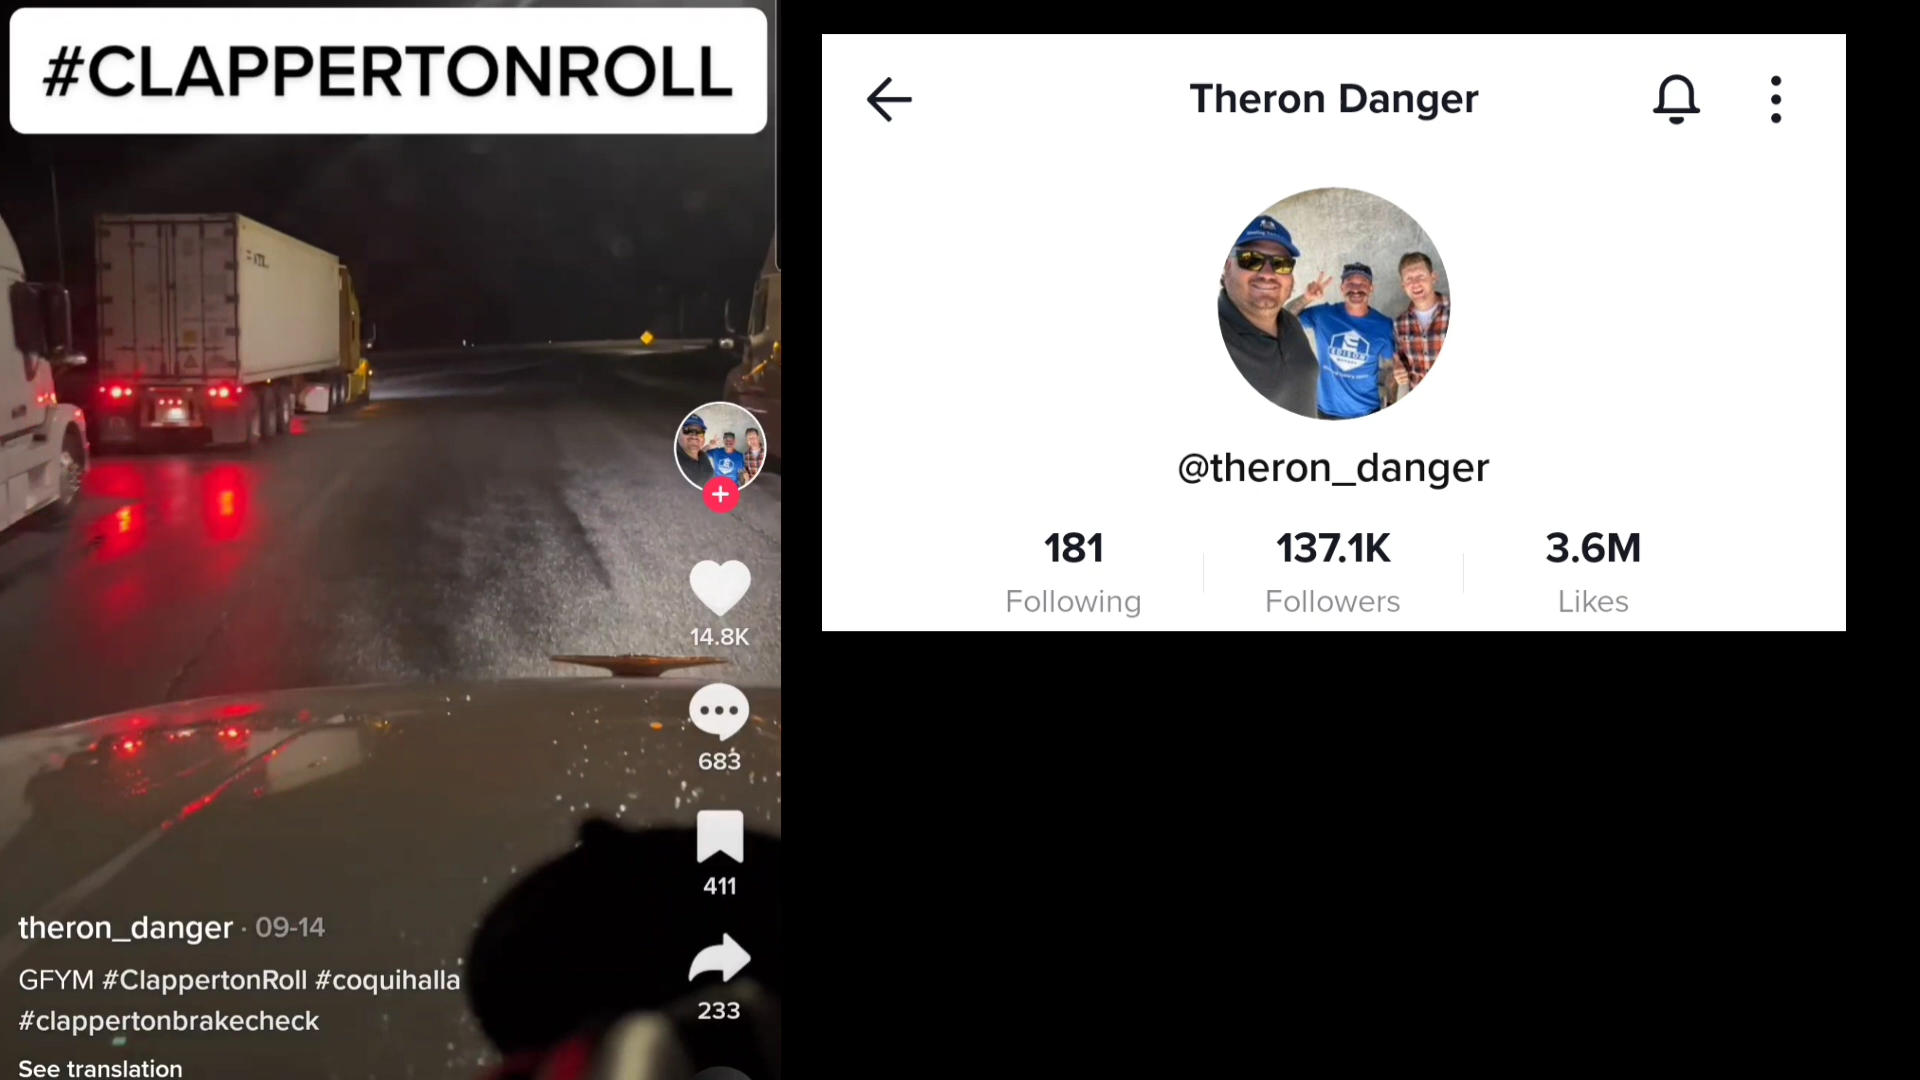 #CLAPPERTONROLL
14.8K
683
411
233
theron_danger · 09-14
GFYM #ClappertonRoll #coquihalla
#clappertonbrakecheck
See translation
Theron Danger
EDISON
@theron_danger
181
137.1K
3.6M
Following
Followers
Likes